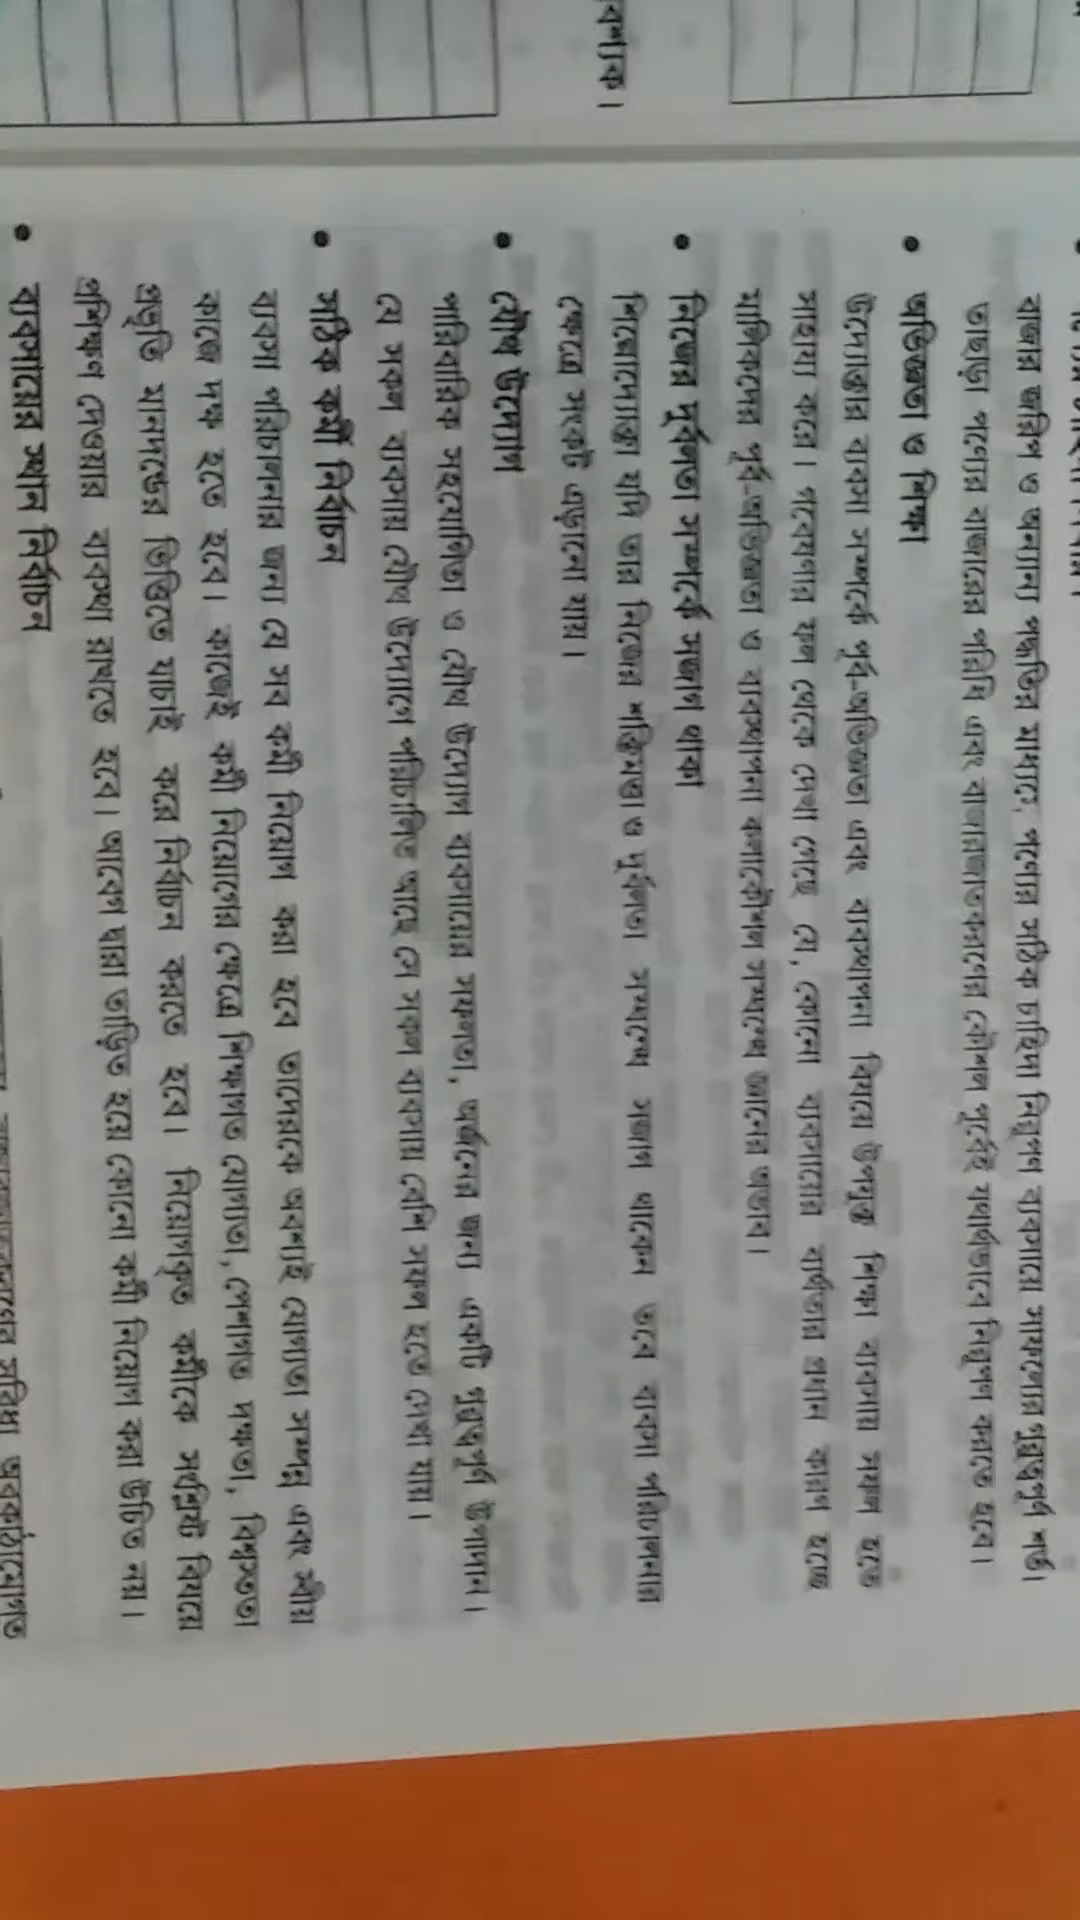 বাজার জরিপ ও অন্যান্য পদ্ধতির মাধ্যমে, পণ্যের সঠিক চাহিদা নিরূপণ ব্যবসায়ে সাফল্যের পূর্বশর্ত।
তাছাড়া পণ্যের বাজারের পরিধি এবং বাজারজাতকরণের কৌশল পূর্বেই যথার্থভাবে নিরূপণ করতে হবে।
• অভিজ্ঞতা ও শিক্ষা
উদ্যোক্তার ব্যবসা সম্পর্কে পূর্ব-অভিজ্ঞতা এবং ব্যবস্থাপনা বিষয়ে উপযুক্ত শিক্ষা ব্যবসায় সফল হতে
সাহায্য করে। গবেষণার ফল থেকে দেখা গেছে যে, কোনো ব্যবসায়ের ব্যর্থতার প্রধান কারণ হচ্ছে
মালিকদের পূর্ব-অভিজ্ঞতা ও ব্যবস্থাপনা কলাকৌশল সম্বন্ধে জ্ঞানের অভাব।
• নিজের দুর্বলতা সম্পর্কে সজাগ থাকা
শিল্পোদ্যোক্তা যদি তার নিজের শক্তিমত্তা ও দুর্বলতা সম্বন্ধে সজাগ থাকেন তবে ব্যবসা পরিচালনার
ক্ষেত্রে সংকট এড়ানো যায়।
• যৌথ উদ্যোগ
পারিবারিক সহযোগিতা ও যৌথ উদ্যোগ ব্যবসায়ের সফলতা, অর্জনের জন্য একটি গুরুত্বপূর্ণ উপাদান।
যে সকল ব্যবসায় যৌথ উদ্যোগে পরিচালিত আছে সে সকল ব্যবসায় বেশি সফল হতে দেখা যায়।
• সঠিক কর্মী নির্বাচন
ব্যবসা পরিচালনার জন্য যে সব কর্মী নিয়োগ করা হবে তাদেরকে অবশ্যই যোগ্যতা সম্পন্ন এবং স্বীয়
কাজে দক্ষ হতে হবে। কাজেই কর্মী নিয়োগের ক্ষেত্রে শিক্ষাগত যোগ্যতা, পেশাগত দক্ষতা, বিশ্বস্ততা
প্রভৃতি মানদণ্ডের ভিত্তিতে যাচাই করে নির্বাচন করতে হবে। নিয়োগকৃত কর্মীকে সংশ্লিষ্ট বিষয়ে
প্রশিক্ষণ দেওয়ার ব্যবস্থা রাখতে হবে। আবেগ দ্বারা তাড়িত হয়ে কোনো কর্মী নিয়োগ করা উচিত নয়।
• ব্যবসায়ের স্থান নির্বাচন